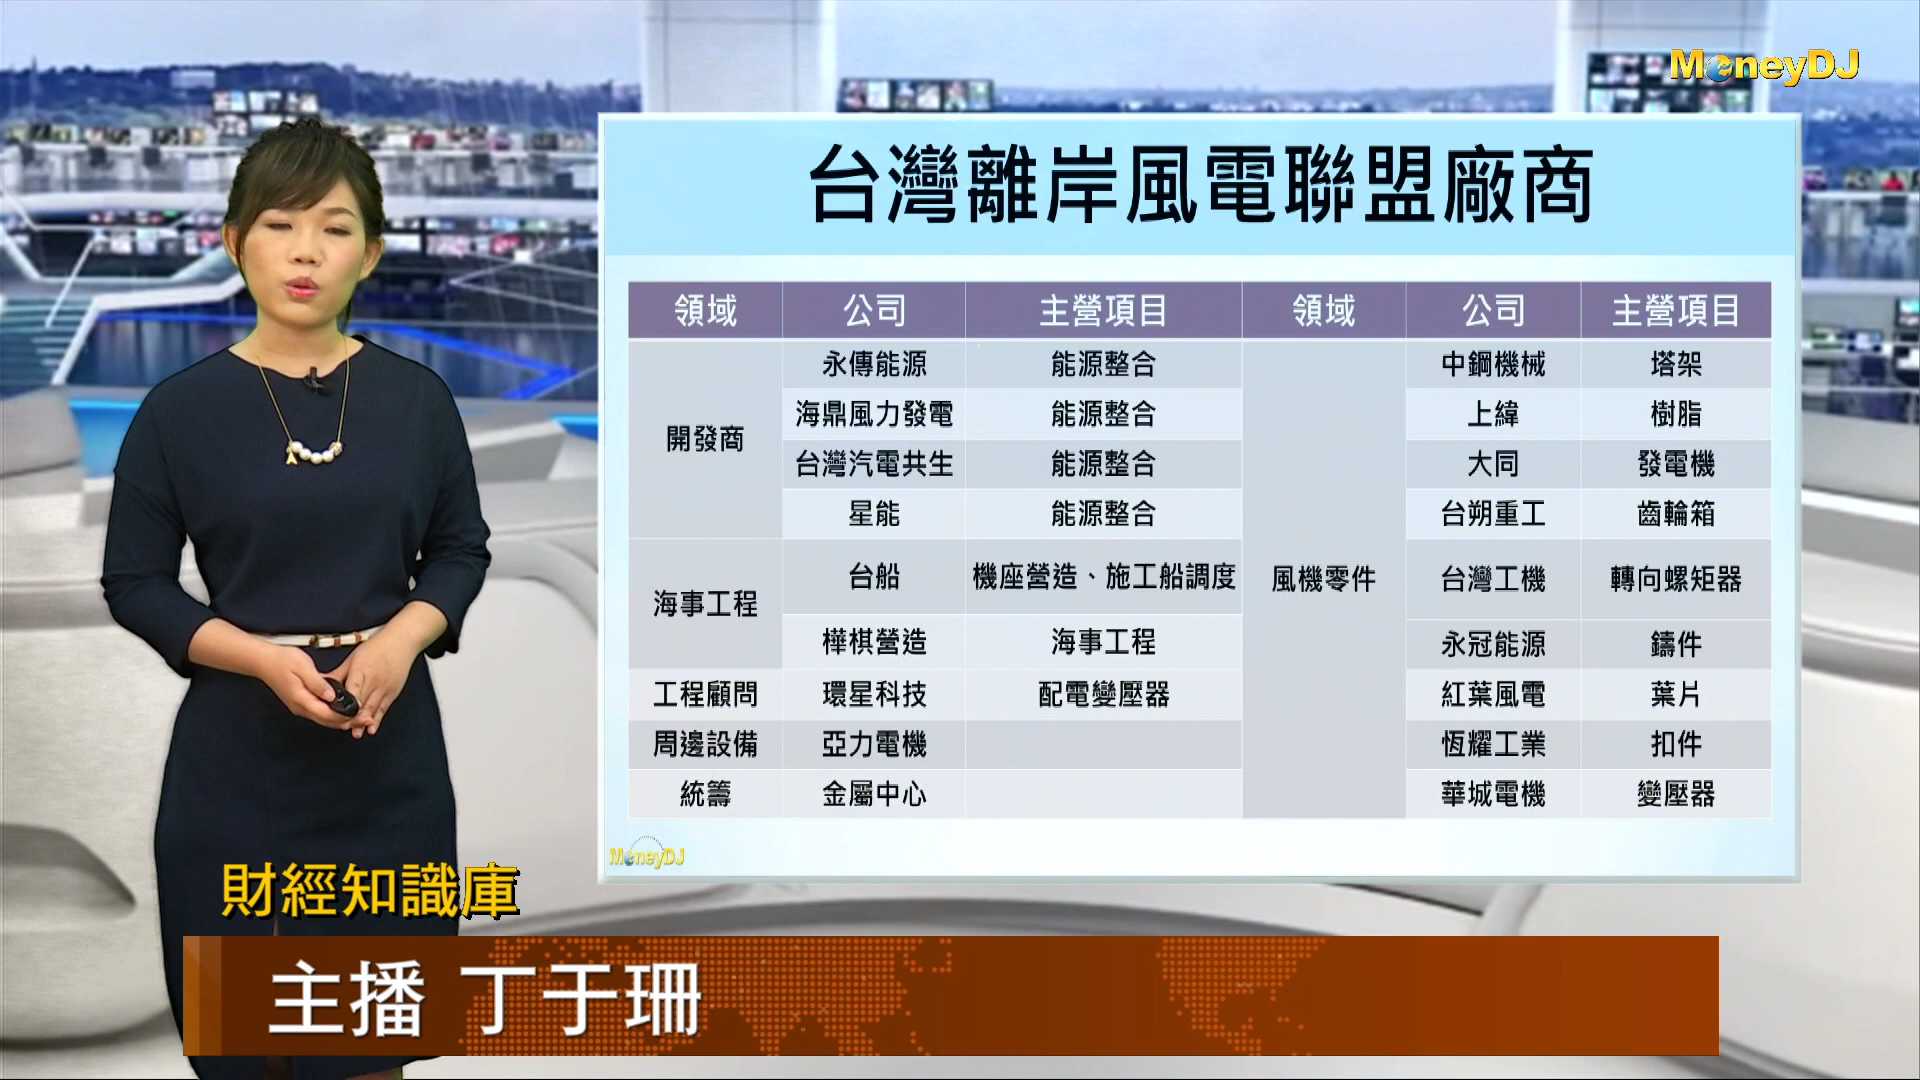 MoneyDJ
台灣離岸風電聯盟廠商
領域 公司 主營項目 領域 公司 主營項目
開發商 永傳能源 能源整合 風機零件 中鋼機械 塔架
海鼎風力發電 能源整合 上緯 樹脂
台灣汽電共生 能源整合 大同 發電機
星能 能源整合 台朔重工 齒輪箱
海事工程 台船 機座營造、施工船調度 台灣工機 轉向螺矩器
樺棋營造 海事工程 永冠能源 鑄件
工程顧問 環星科技 配電變壓器 紅葉風電 葉片
周邊設備 亞力電機 恆耀工業 扣件
統籌 金屬中心 華城電機 變壓器
MoneyDJ
財經知識庫
主播 丁于珊